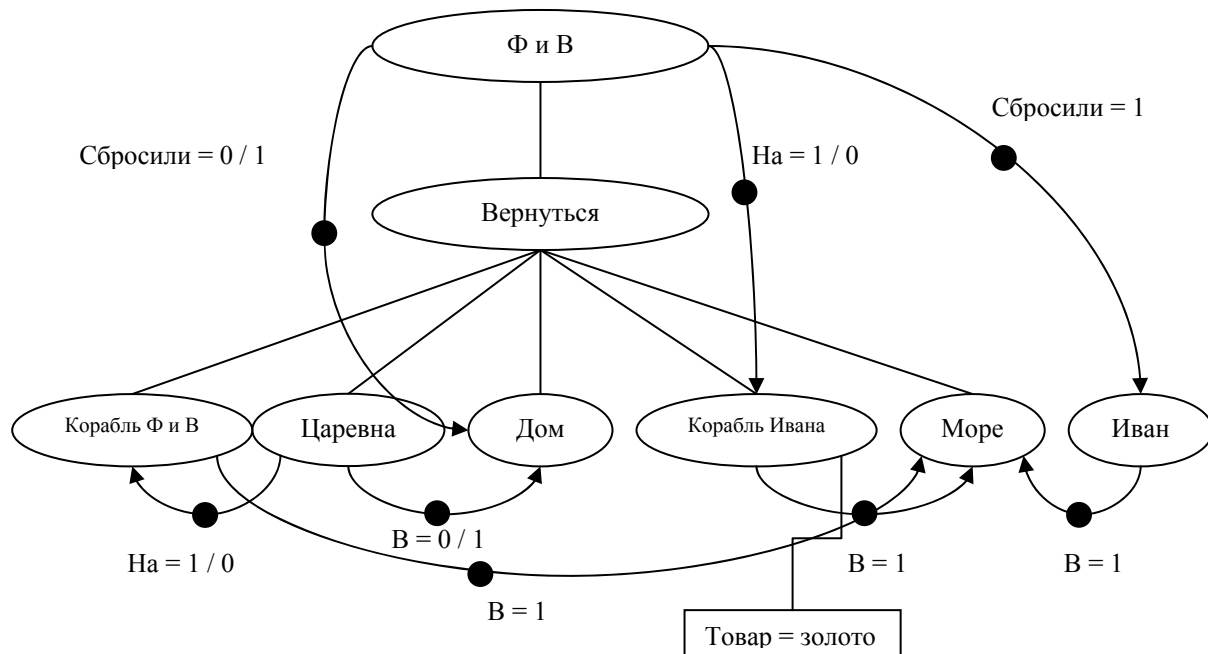 Ф и В
Сбросили = 1
Сбросили = 0 / 1
На = 1 / 0
Вернуться
Корабль Ф и В
Царевна
Дом
Корабль Ивана
Море
Иван
На = 1 / 0
В = 0 / 1
В = 1
В = 1
В = 1
Товар = золото